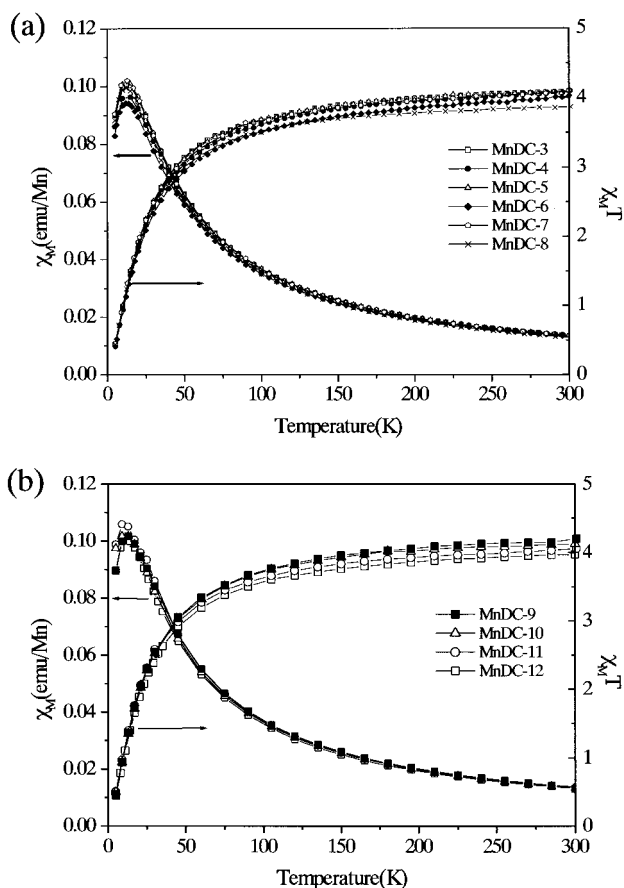 (a)
0.12
0.10
0.08
0.06
0.04
0.02
0.00
χM(emu/Mn)
5
4
3
2
1
0
χMT
MnDC-3
MnDC-4
MnDC-5
MnDC-6
MnDC-7
MnDC-8
0 50 100 150 200 250 300
Temperature(K)
(b)
0.12
0.10
0.08
0.06
0.04
0.02
0.00
χM(emu/Mn)
5
4
3
2
1
0
χMT
MnDC-9
MnDC-10
MnDC-11
MnDC-12
0 50 100 150 200 250 300
Temperature(K)